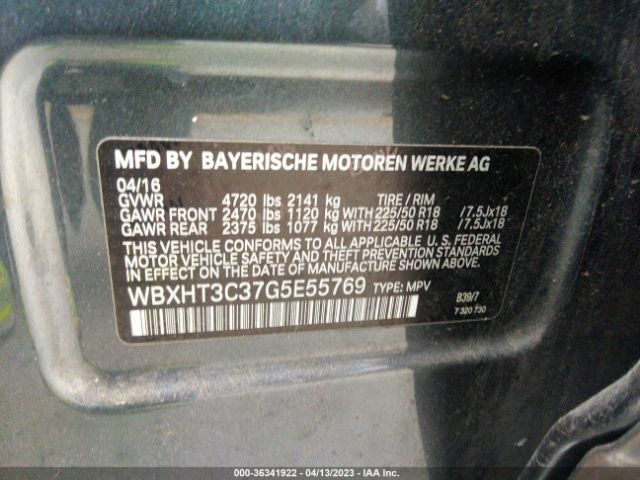 MFD BY BAYERISCHE MOTOREN WERKE AG
04/16
GVWR 4720 lbs 2141 kg TIRE / RIM
GAWR FRONT 2470 lbs 1120 kg WITH 225/50 R18 /7.5Jx18
GAWR REAR 2375 lbs 1077 kg WITH 225/50 R18 /7.5Jx18
THIS VEHICLE CONFORMS TO ALL APPLICABLE U.S. FEDERAL
MOTOR VEHICLE SAFETY AND THEFT PREVENTION STANDARDS
IN EFFECT ON THE DATE OF MANUFACTURE SHOWN ABOVE.
WBXHT3C37G5E55769 TYPE: MPV
B39/7
7 320 730
000-36341922 - 04/13/2023 - IAA Inc.